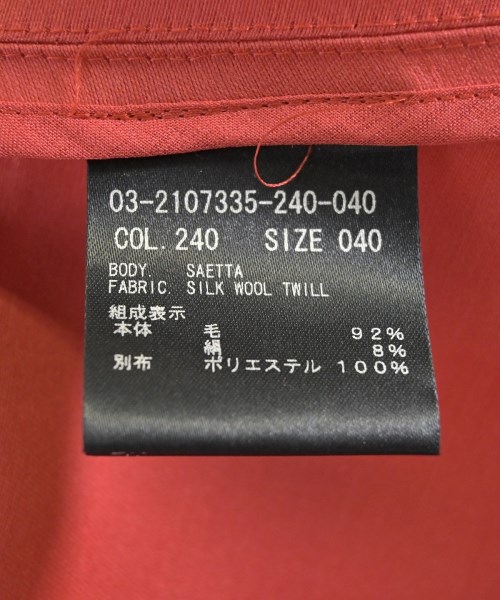 03-2107335-240-040
COL. 240 SIZE 040
BODY. SAETTA
FABRIC. SILK WOOL TWILL
組成表示
本体 毛 92%
絹 8%
別布 ポリエステル 100%